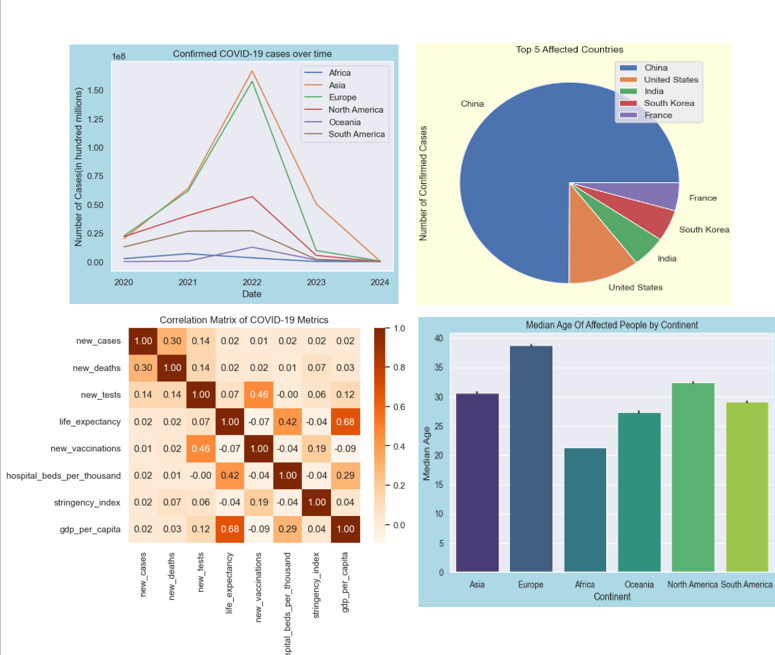 Confirmed COVID-19 cases over time
1e8
Number of Cases(in hundred millions)
1.50
1.25
1.00
0.75
0.50
0.25
0.00
2020 2021 2022 2023 2024
Date
Africa
Asia
Europe
North America
Oceania
South America
Top 5 Affected Countries
Number of Confirmed Cases
China
United States
India
South Korea
France
China
France
South Korea
India
United States
Correlation Matrix of COVID-19 Metrics
new_cases 1.00 0.30 0.14 0.02 0.01 0.02 0.02 0.02
new_deaths 0.30 1.00 0.14 0.02 0.02 0.01 0.07 0.03
new_tests 0.14 0.14 1.00 0.07 0.46 -0.00 0.06 0.12
life_expectancy 0.02 0.02 0.07 1.00 -0.07 0.42 -0.04 0.68
new_vaccinations 0.01 0.02 0.46 -0.07 1.00 -0.04 0.19 -0.09
hospital_beds_per_thousand 0.02 0.01 -0.00 0.42 -0.04 1.00 -0.04 0.29
stringency_index 0.02 0.07 0.06 -0.04 0.19 -0.04 1.00 0.04
gdp_per_capita 0.02 0.03 0.12 0.68 -0.09 0.29 0.04 1.00
new_cases
new_deaths
new_tests
life_expectancy
new_vaccinations
spital_beds_per_thousand
stringency_index
gdp_per_capita
1.0
0.8
0.6
0.4
0.2
0.0
Median Age Of Affected People by Continent
Median Age
40
35
30
25
20
15
10
5
0
Asia Europe Africa Oceania North America South America
Continent